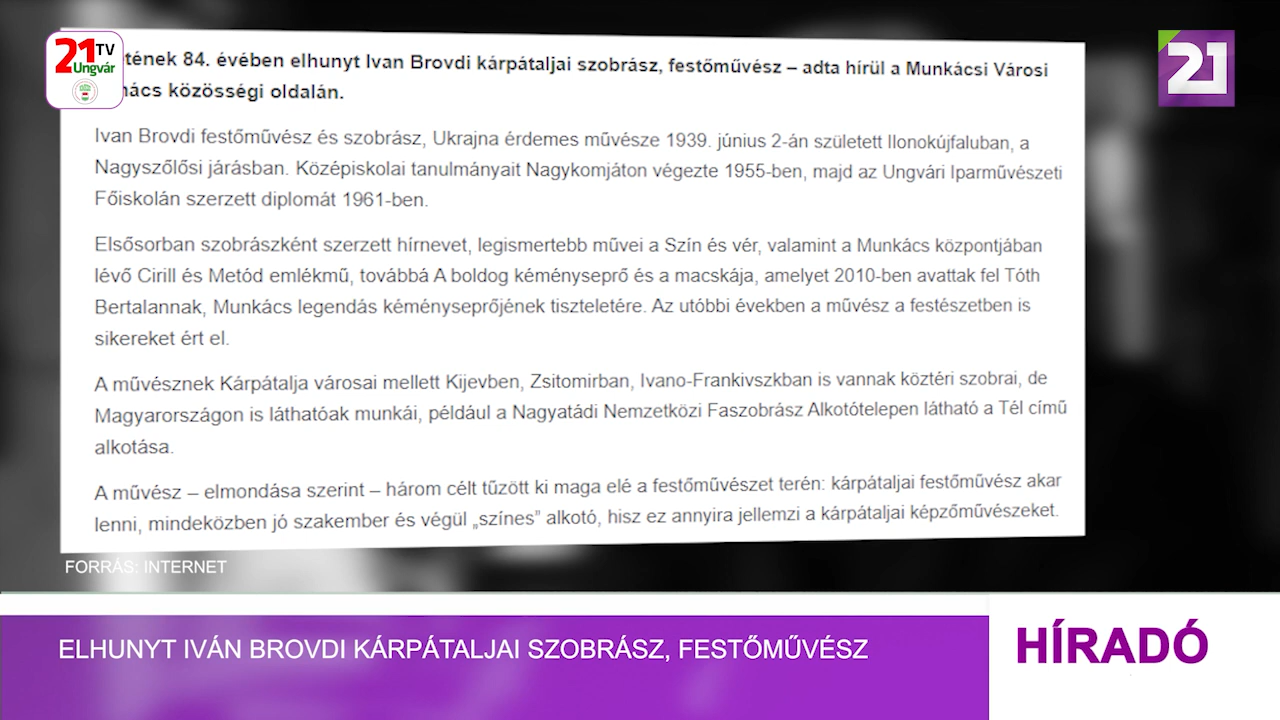 21 TV
Ungvár
21
tének 84. évében elhunyt Ivan Brovdi kárpátaljai szobrász, festőművész – adta hírül a Munkácsi Városi
nács közösségi oldalán.
Ivan Brovdi festőművész és szobrász, Ukrajna érdemes művésze 1939. június 2-án született Ilonokújfaluban, a
Nagyszőlősi járásban. Középiskolai tanulmányait Nagykomjáton végezte 1955-ben, majd az Ungvári Iparművészeti
Főiskolán szerzett diplomát 1961-ben.
Elsősorban szobrászként szerzett hírnevet, legismertebb művei a Szín és vér, valamint a Munkács központjában
lévő Cirill és Metód emlékmű, továbbá A boldog kéményseprő és a macskája, amelyet 2010-ben avattak fel Tóth
Bertalannak, Munkács legendás kéményseprőjének tiszteletére. Az utóbbi években a művész a festészetben is
sikereket ért el.
A művésznek Kárpátalja városai mellett Kijevben, Zsitomirban, Ivano-Frankivszkban is vannak köztéri szobrai, de
Magyarországon is láthatóak munkái, például a Nagyatádi Nemzetközi Faszobrász Alkotótelepen látható a Tél című
alkotása.
A művész – elmondása szerint – három célt tűzött ki maga elé a festőművészet terén: kárpátaljai festőművész akar
lenni, mindeközben jó szakember és végül „színes” alkotó, hisz ez annyira jellemzi a kárpátaljai képzőművészeket.
FORRÁS: INTERNET
ELHUNYT IVÁN BROVDI KÁRPÁTALJAI SZOBRÁSZ, FESTŐMŰVÉSZ
HÍRADÓ